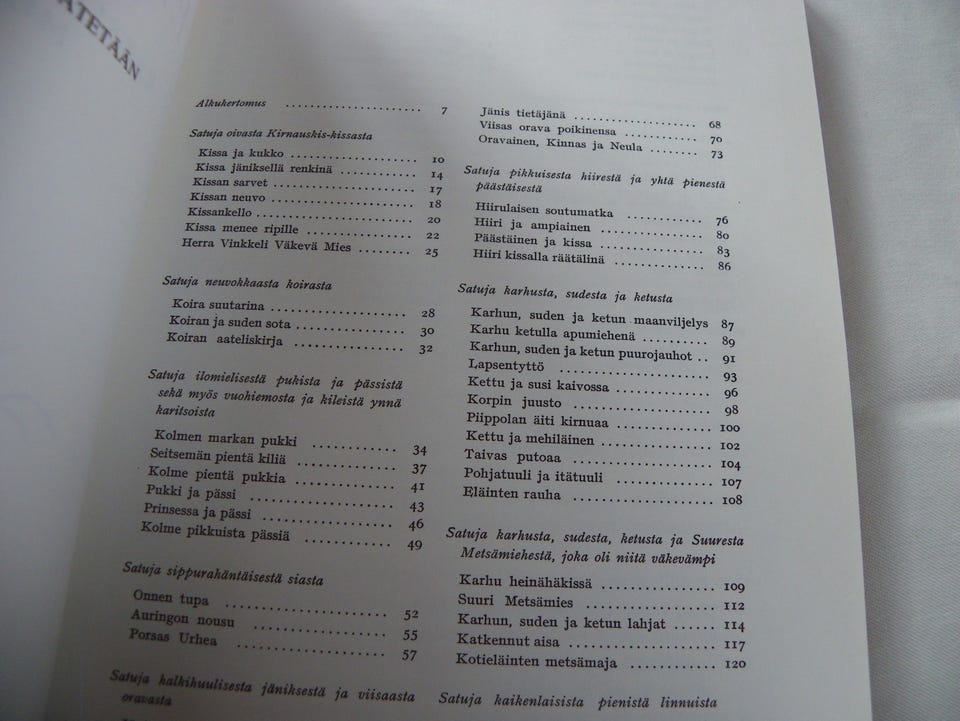 Alkukertomus ..................... 7
Satuja oivasta Kirnauskis-kissasta
Kissa ja kukko ................... 10
Kissa jäniksellä renkinä ............ 14
Kissan sarvet ..................... 17
Kissan neuvo ..................... 18
Kissankello ....................... 20
Kissa menee ripille ................ 22
Herra Vinkkeli Väkevä Mies ........ 25
Satuja neuvokkaasta koirasta
Koira suutarina .................... 28
Koiran ja suden sota ................ 30
Koiran aateliskirja ................ 32
Satuja ilomielisestä pukista ja pässistä
sekä myös vuohiemosta ja kileistä ynnä
karitsoista
Kolmen markan pukki ............ 34
Seitsemän pientä kiliä .............. 37
Kolme pientä pukkia .............. 41
Pukki ja pässi .................... 43
Prinsessa ja pässi .................. 46
Kolme pikkuista pässiä ............ 49
Satuja sippurahäntäisestä siasta
Onnen tupa ...................... 52
Auringon nousu .................. 55
Porsas Urhea .................... 57
Satuja kalkihuulisesta jäniksestä ja viisaasta
oravasta
Jänis tietäjänä .................. 68
Viisas orava poikinensa ............ 70
Oravainen, Kinnas ja Neula ........ 73
Satuja pikkuisesta hiirestä ja yhtä pienestä
päästäisestä
Hiirulaisen soutumatka ............ 76
Hiiri ja ampiainen ................ 80
Päästäinen ja kissa ................ 83
Hiiri kissalla räätälinä .............. 86
Satuja karhusta, sudesta ja ketusta
Karhun, suden ja ketun maanviljelys 87
Karhu ketulla apumiehenä .......... 89
Karhun, suden ja ketun puurojauhot .. 91
Lapsentyttö ...................... 93
Kettu ja susi kaivossa .............. 96
Korpin juusto .................... 98
Piippolan äiti kirnuaa .............. 100
Kettu ja mehiläinen ................ 102
Taivas putoaa .................... 104
Pohjatuuli ja itätuuli .............. 107
Eläinten rauha .................... 108
Satuja karhusta, sudesta, ketusta ja Suuresta
Metsämiehestä, joka oli niitä väkevämpi
Karhu heinähäkissä ................ 109
Suuri Metsämies .................. 112
Karhun, suden ja ketun lahjat ...... 114
Katkennut aisa .................... 117
Kotieläinten metsämaja ............ 120
Satuja kaikenlaisista pienistä linnuista